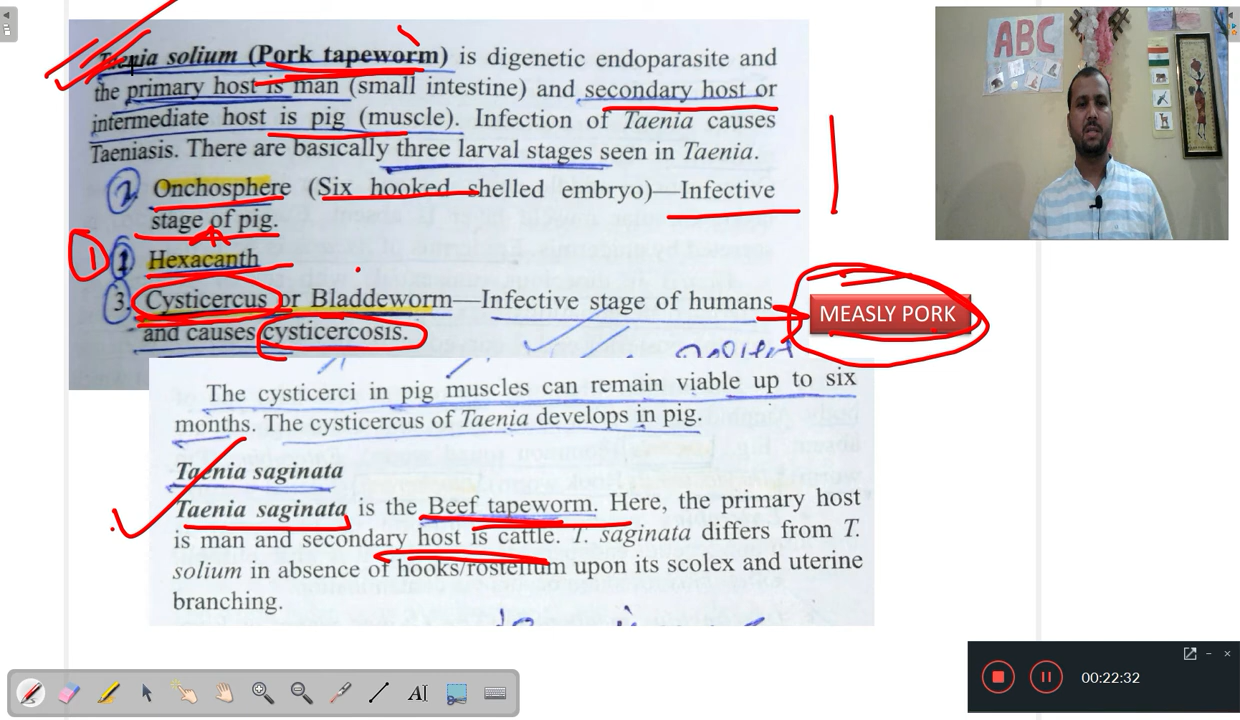 Taenia solium (Pork tapeworm) is digenetic endoparasite and
the primary host is man (small intestine) and secondary host or
intermediate host is pig (muscle). Infection of Taenia causes
Taeniasis. There are basically three larval stages seen in Taenia.
2 Onchosphere (Six hooked shelled embryo)—Infective
stage of pig.
1 Hexacanth
3. Cysticercus or Bladdeworm—Infective stage of humans
and causes cysticercosis.
MEASLY PORK
The cysticerci in pig muscles can remain viable up to six
months. The cysticercus of Taenia develops in pig.
Taenia saginata
Taenia saginata is the Beef tapeworm. Here, the primary host
is man and secondary host is cattle. T. saginata differs from T.
solium in absence of hooks/rostellum upon its scolex and uterine
branching.
ABC
00:22:32